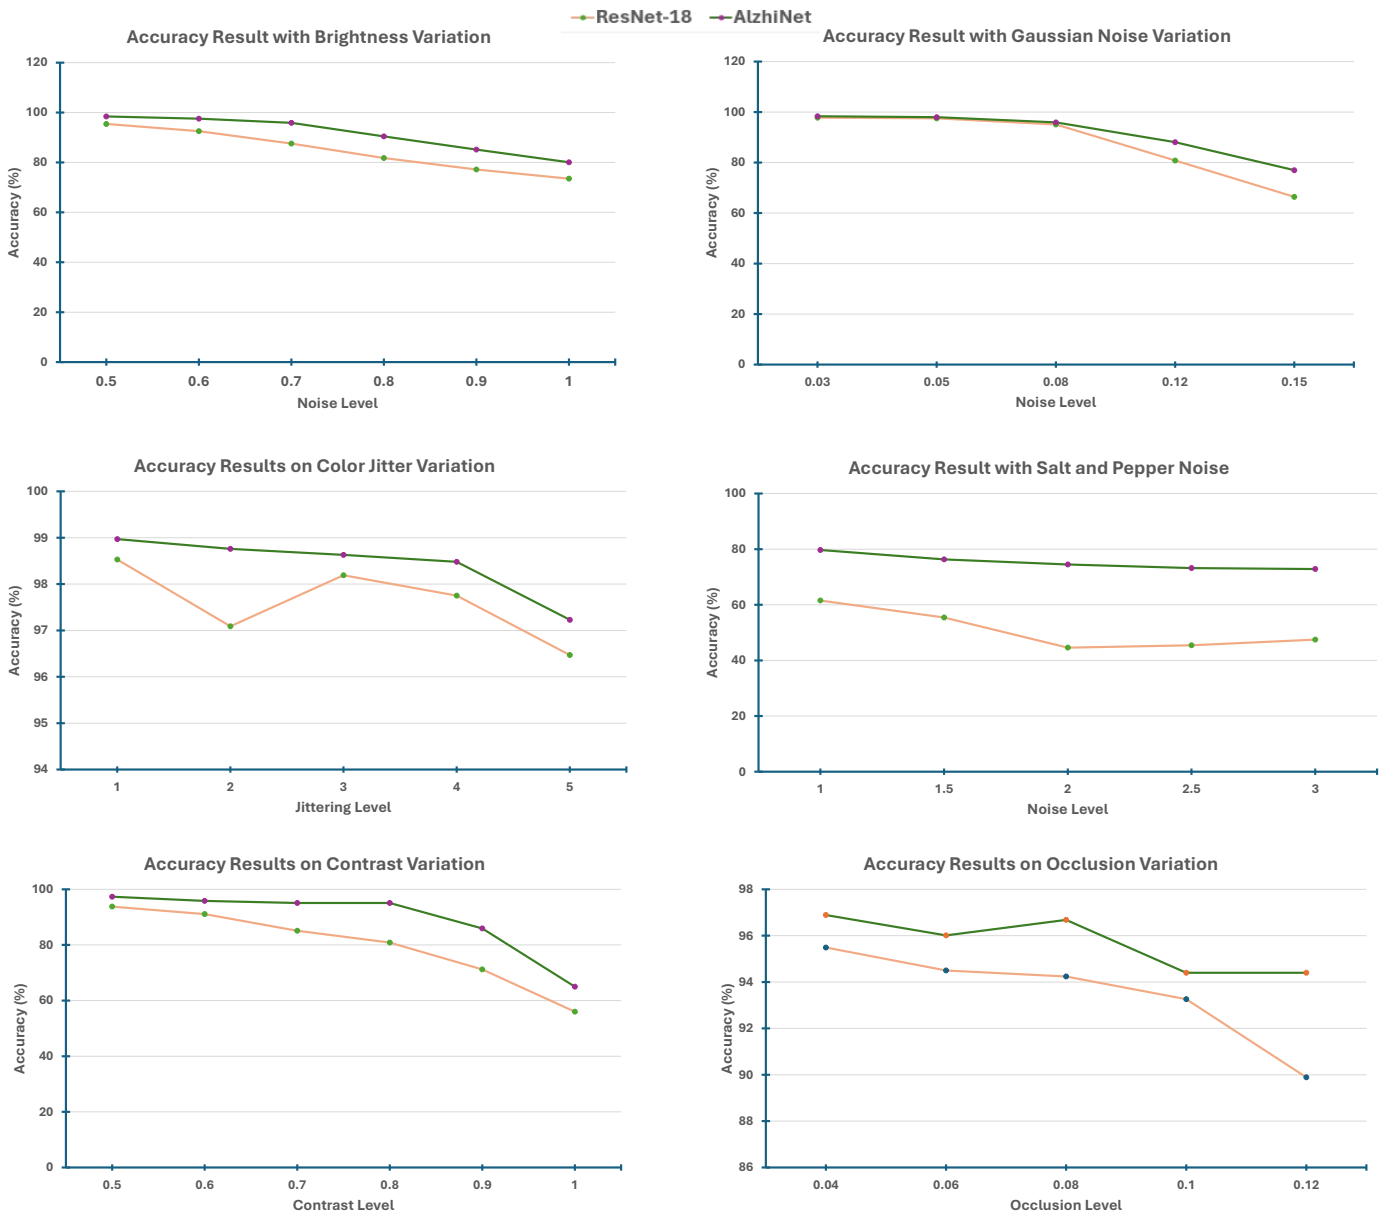 ResNet-18 AlzhiNet
Accuracy Result with Brightness Variation
120
100
80
60
40
20
0
Accuracy (%)
0.5 0.6 0.7 0.8 0.9 1
Noise Level
Accuracy Result with Gaussian Noise Variation
120
100
80
60
40
20
0
Accuracy (%)
0.03 0.05 0.08 0.12 0.15
Noise Level
Accuracy Results on Color Jitter Variation
100
99
98
97
96
95
94
Accuracy (%)
1 2 3 4 5
Jittering Level
Accuracy Result with Salt and Pepper Noise
100
80
60
40
20
0
Accuracy (%)
1 1.5 2 2.5 3
Noise Level
Accuracy Results on Contrast Variation
100
80
60
40
20
0
Accuracy (%)
0.5 0.6 0.7 0.8 0.9 1
Contrast Level
Accuracy Results on Occlusion Variation
98
96
94
92
90
88
86
Accuracy (%)
0.04 0.06 0.08 0.1 0.12
Occlusion Level